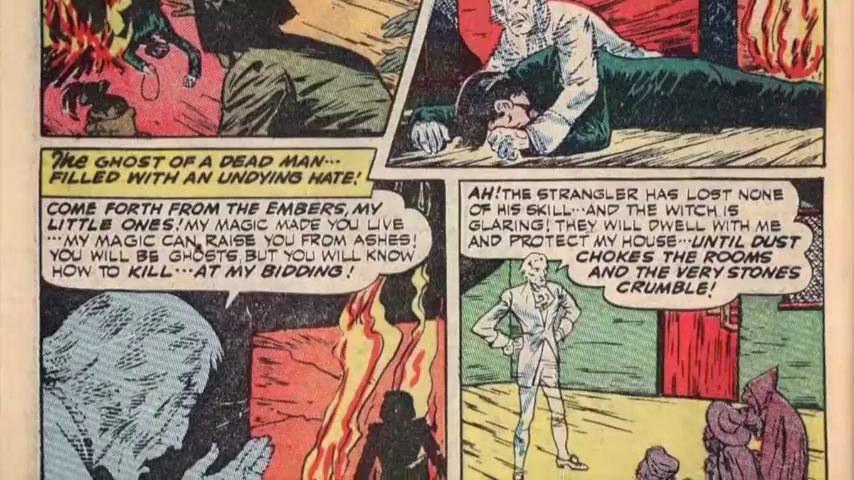 The GHOST OF A DEAD MAN...
FILLED WITH AN UNDYING HATE!
COME FORTH FROM THE EMBERS, MY
LITTLE ONES! MY MAGIC MADE YOU LIVE
...MY MAGIC CAN RAISE YOU FROM ASHES!
YOU WILL BE GHOSTS, BUT YOU WILL KNOW
HOW TO KILL...AT MY BIDDING!
AH! THE STRANGLER HAS LOST NONE
OF HIS SKILL...AND THE WITCH IS
GLARING! THEY WILL DWELL WITH ME
AND PROTECT MY HOUSE...UNTIL DUST
CHOKES THE ROOMS
AND THE VERY STONES
CRUMBLE!